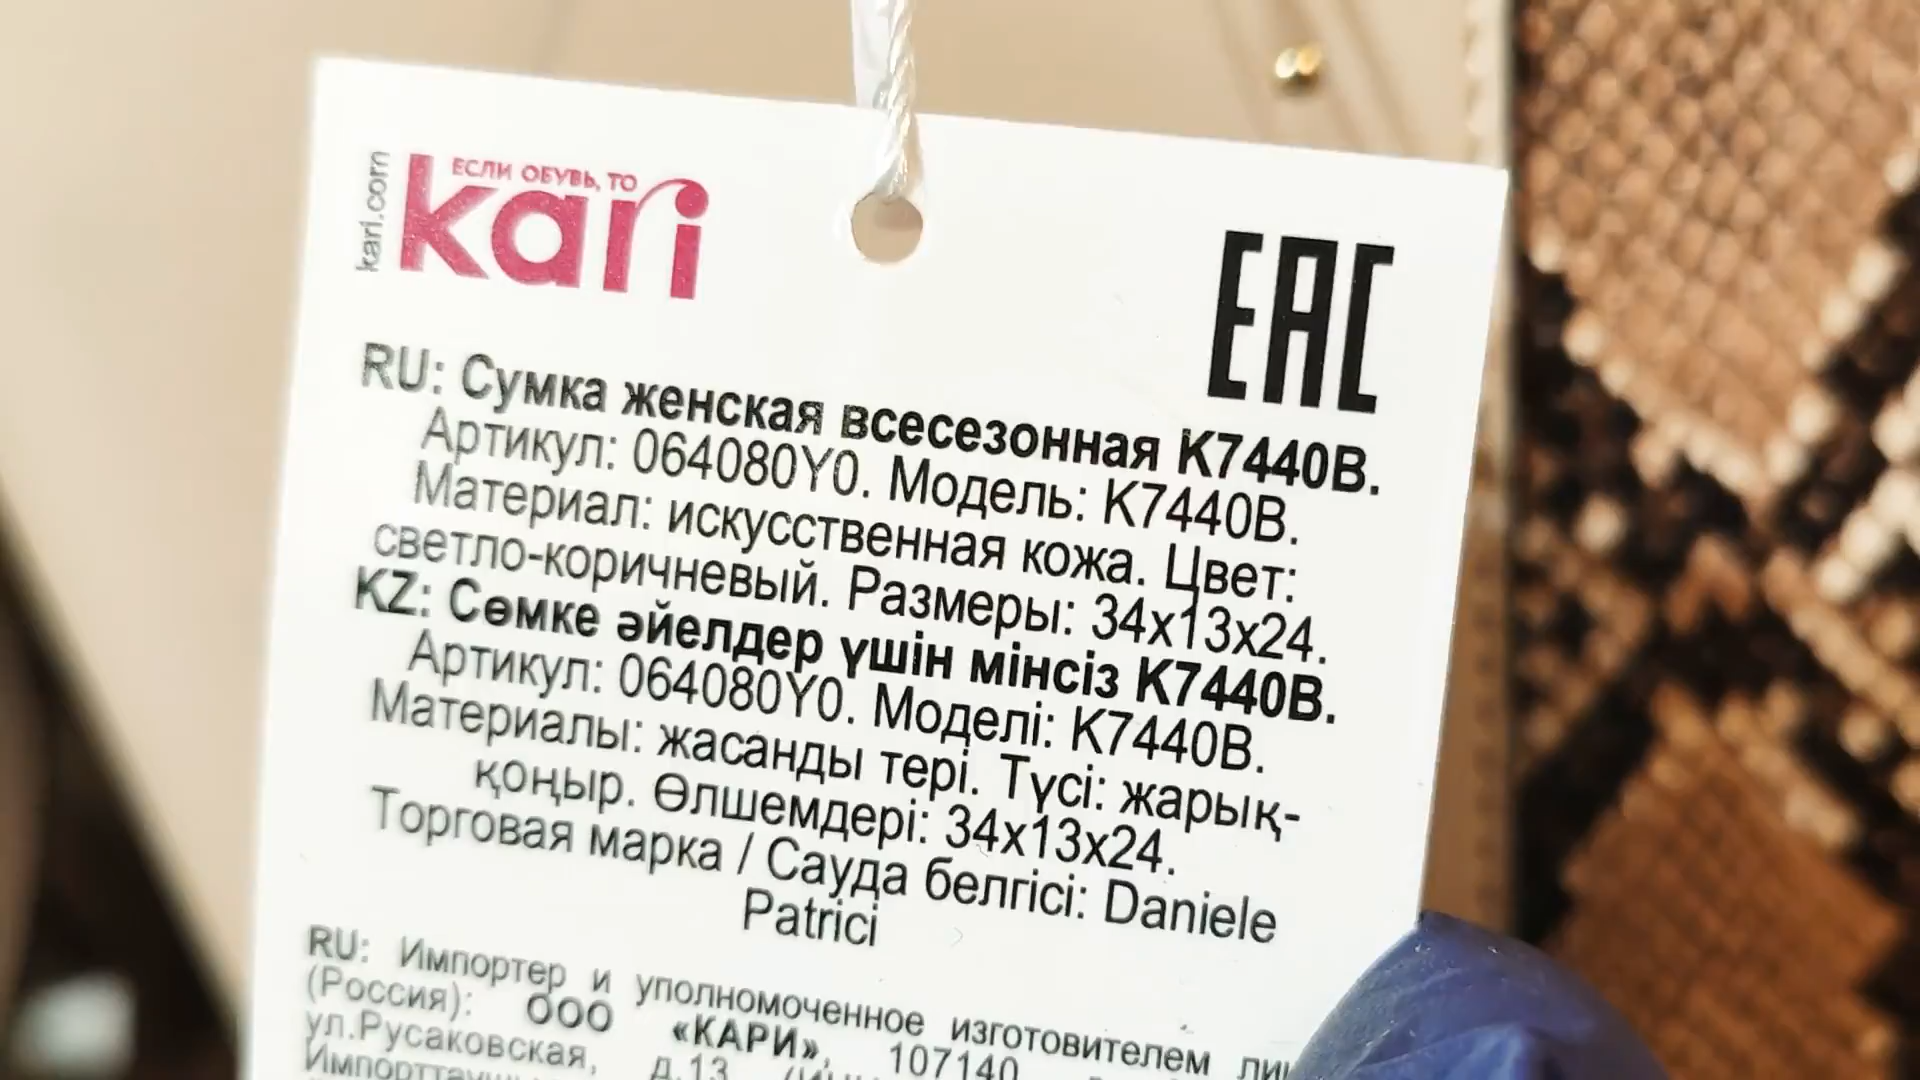 kari.com
ЕСЛИ ОБУВЬ, ТО
kari
EAC
RU: Сумка женская всесезонная K7440B.
Артикул: 064080Y0. Модель: K7440B.
Материал: искусственная кожа. Цвет:
светло-коричневый. Размеры: 34x13x24.
KZ: Сөмке әйелдер үшін мінсіз K7440B.
Артикул: 064080Y0. Моделі: K7440B.
Материалы: жасанды тері. Түсі: жарық-
қоңыр. Өлшемдері: 34x13x24.
Торговая марка / Сауда белгісі: Daniele
Patrici
RU: Импортер и уполномоченное изготовителем
(Россия): ООО «КАРИ», 107140
ул.Русаковская, д.13